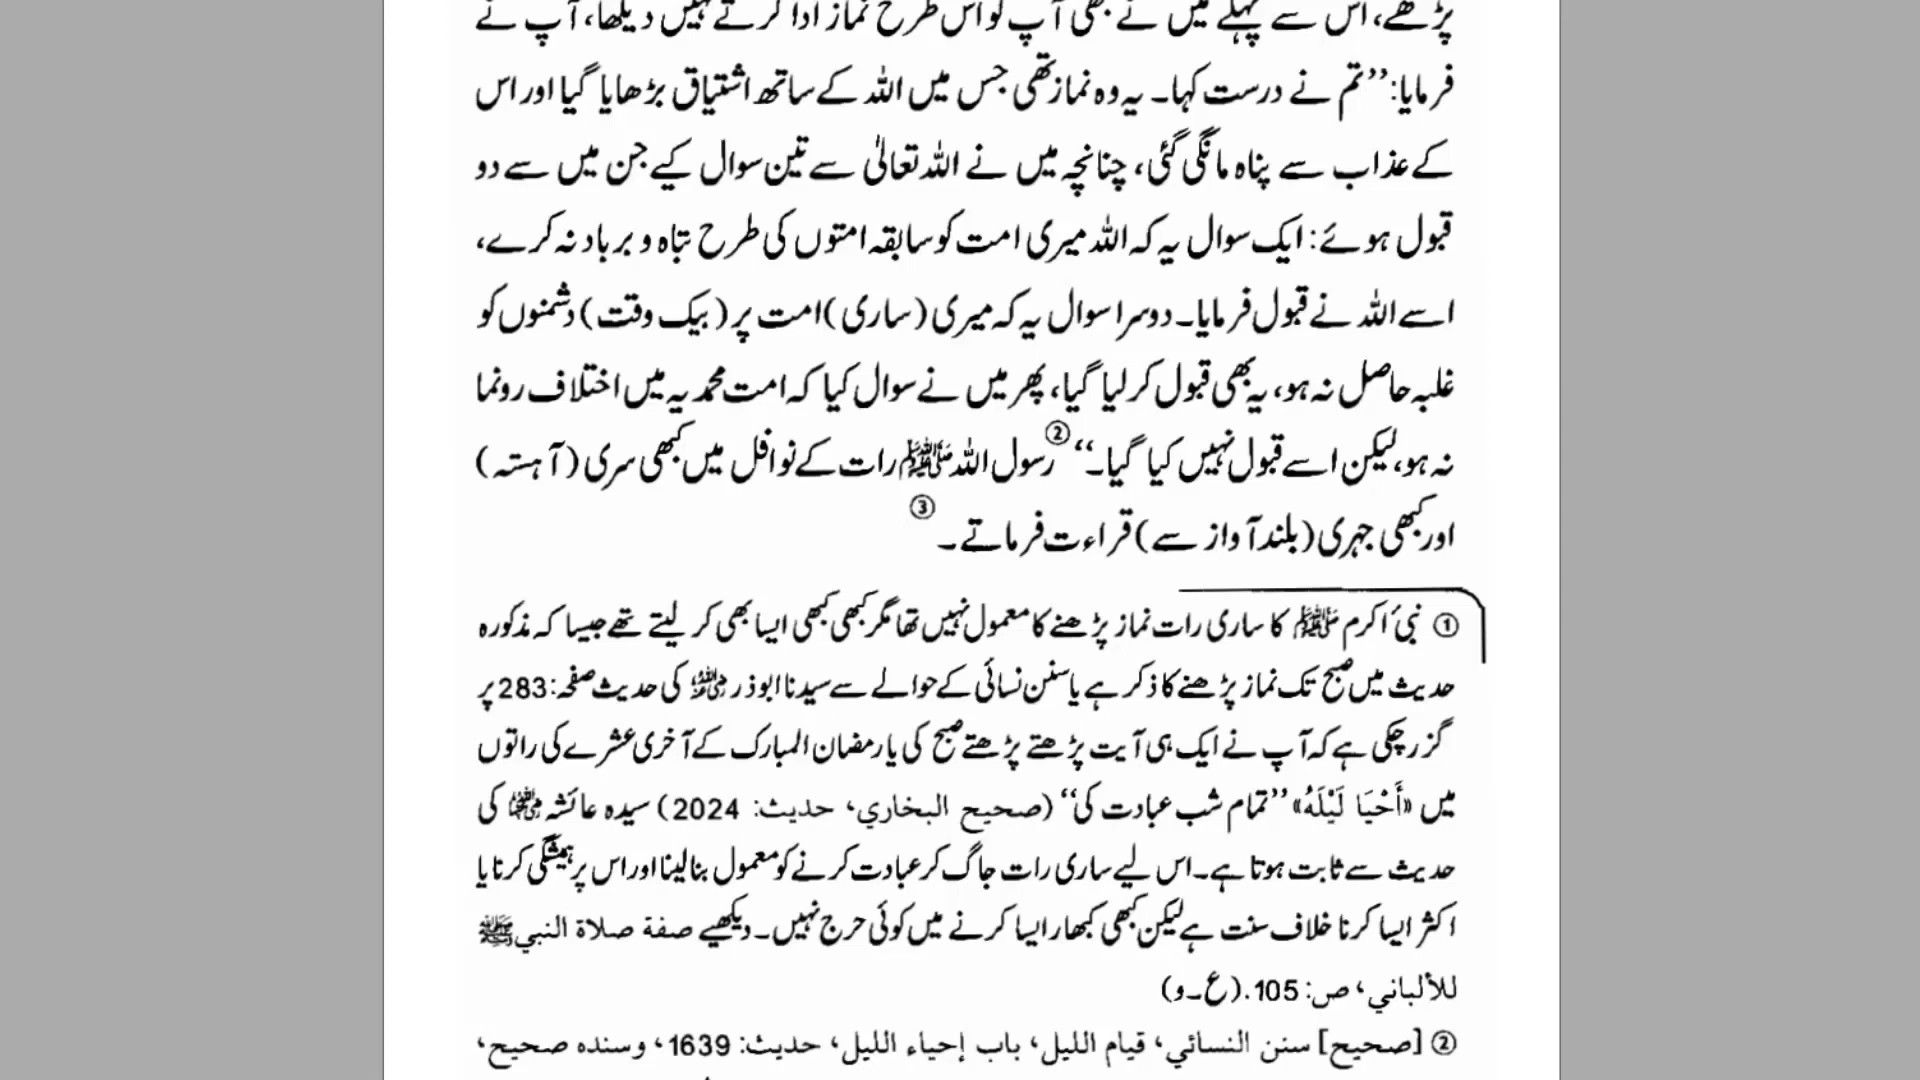 پڑھے، اس سے پہلے میں نے کبھی آپ کو اس طرح نماز ادا کرتے نہیں دیکھا، آپ نے
فرمایا: ’’تم نے درست کہا۔ یہ وہ نماز تھی جس میں اللہ کے ساتھ اشتیاق بڑھایا گیا اور اس
کے عذاب سے پناہ مانگی گئی، چنانچہ میں نے اللہ تعالیٰ سے تین سوال کیے جن میں سے دو
قبول ہوئے: ایک سوال یہ کہ اللہ میری امت کو سابقہ امتوں کی طرح تباہ و برباد نہ کرے،
اسے اللہ نے قبول فرمایا۔ دوسرا سوال یہ کہ میری (ساری) امت پر (بیک وقت) دشمنوں کو
غلبہ حاصل نہ ہو، یہ بھی قبول کر لیا گیا، پھر میں نے سوال کیا کہ امت محمدیہ میں اختلاف رونما
نہ ہو، لیکن اسے قبول نہیں کیا گیا۔‘‘ ② رسول اللہ ﷺ رات کے نوافل میں کبھی سری (آہستہ)
اور کبھی جہری (بلند آواز سے) قراءت فرماتے۔ ③
① نبیٔ اکرم ﷺ کا ساری رات نماز پڑھنے کا معمول نہیں تھا مگر کبھی کبھی ایسا بھی کر لیتے تھے جیسا کہ مذکورہ
حدیث میں صبح تک نماز پڑھنے کا ذکر ہے یا سنن نسائی کے حوالے سے سیدنا ابوذر رضی اللہ عنہ کی حدیث صفحہ: 283 پر
گزر چکی ہے کہ آپ نے ایک ہی آیت پڑھتے پڑھتے صبح کی یا رمضان المبارک کے آخری عشرے کی راتوں
میں «أَحْيَا لَيْلَهُ» ’’تمام شب عبادت کی‘‘ (صحيح البخاري، حديث: 2024) سیدہ عائشہ رضی اللہ عنہا کی
حدیث سے ثابت ہوتا ہے۔ اس لیے ساری رات جاگ کر عبادت کرنے کو معمول بنا لینا اور اس پر ہمیشگی کرنا یا
اکثر ایسا کرنا خلاف سنت ہے لیکن کبھی کبھار ایسا کرنے میں کوئی حرج نہیں۔ دیکھیے صفة صلاة النبي ﷺ
للألباني، ص: 105. (ع۔و)
② [صحيح] سنن النسائي، قيام الليل، باب إحياء الليل، حديث: 1639، وسنده صحيح،